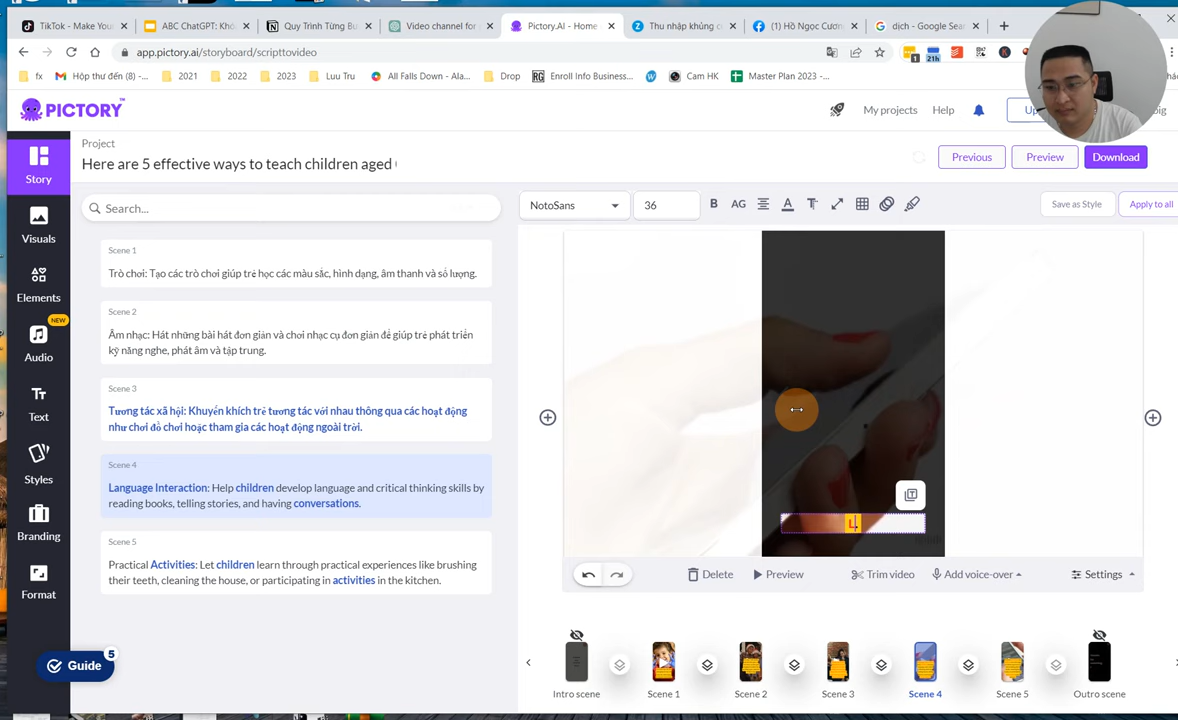 TikTok - Make You
ABC ChatGPT: Khó
Quy Trình Từng Bu
Video channel for
Pictory.AI - Home
Thu nhập khủng c
(1) Hồ Ngọc Cươn
dịch - Google Sea
app.pictory.ai/storyboard/scripttovideo
fx
Hộp thư đến (8) -...
2021
2022
2023
Luu Tru
All Falls Down - Ala...
Drop
Enroll Info Business...
Cam HK
Master Plan 2023 -...
1
21h
PICTORY
My projects
Help
Up
Project
Here are 5 effective ways to teach children aged
Previous
Preview
Download
Story
Visuals
Elements
NEW
Audio
Text
Styles
Branding
Format
Guide
5
Search...
Scene 1
Trò chơi: Tạo các trò chơi giúp trẻ học các màu sắc, hình dạng, âm thanh và số lượng.
Scene 2
Âm nhạc: Hát những bài hát đơn giản và chơi nhạc cụ đơn giản để giúp trẻ phát triển
kỹ năng nghe, phát âm và tập trung.
Scene 3
Tương tác xã hội: Khuyến khích trẻ tương tác với nhau thông qua các hoạt động
như chơi đồ chơi hoặc tham gia các hoạt động ngoài trời.
Scene 4
Language Interaction: Help children develop language and critical thinking skills by
reading books, telling stories, and having conversations.
Scene 5
Practical Activities: Let children learn through practical experiences like brushing
their teeth, cleaning the house, or participating in activities in the kitchen.
NotoSans
36
B
AG
A
Save as Style
Apply to all
L
Delete
Preview
Trim video
Add voice-over
Settings
Intro scene
Scene 1
Scene 2
Scene 3
Scene 4
Scene 5
Outro scene